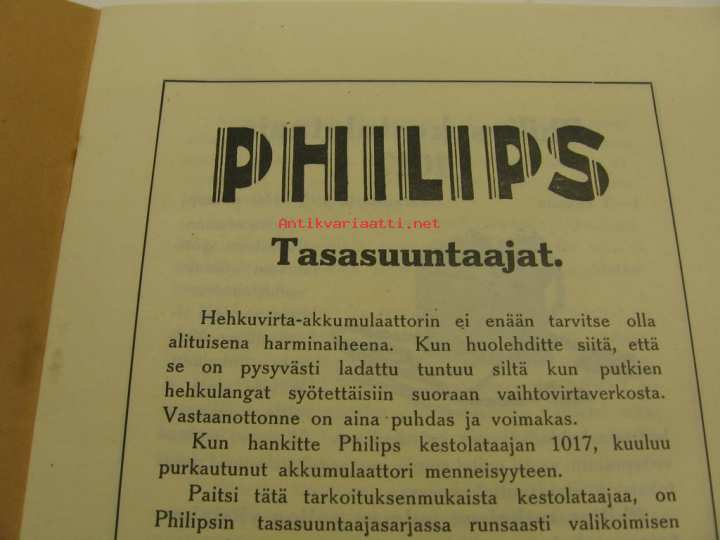 PHILIPS
Antikvariaatti.net
Tasasuuntaajat.
Hehkuvirta-akkumulaattorin ei enään tarvitse olla
alituisena harminaiheena. Kun huolehditte siitä, että
se on pysyvästi ladattu tuntuu siltä kun putkien
hehkulangat syötettäisiin suoraan vaihtovirtaverkosta.
Vastaanottonne on aina puhdas ja voimakas.
Kun hankitte Philips kestolataajan 1017, kuuluu
purkautunut akkumulaattori menneisyyteen.
Paitsi tätä tarkoituksenmukaista kestolataajaa, on
Philipsin tasasuuntaajasarjassa runsaasti valikoimisen